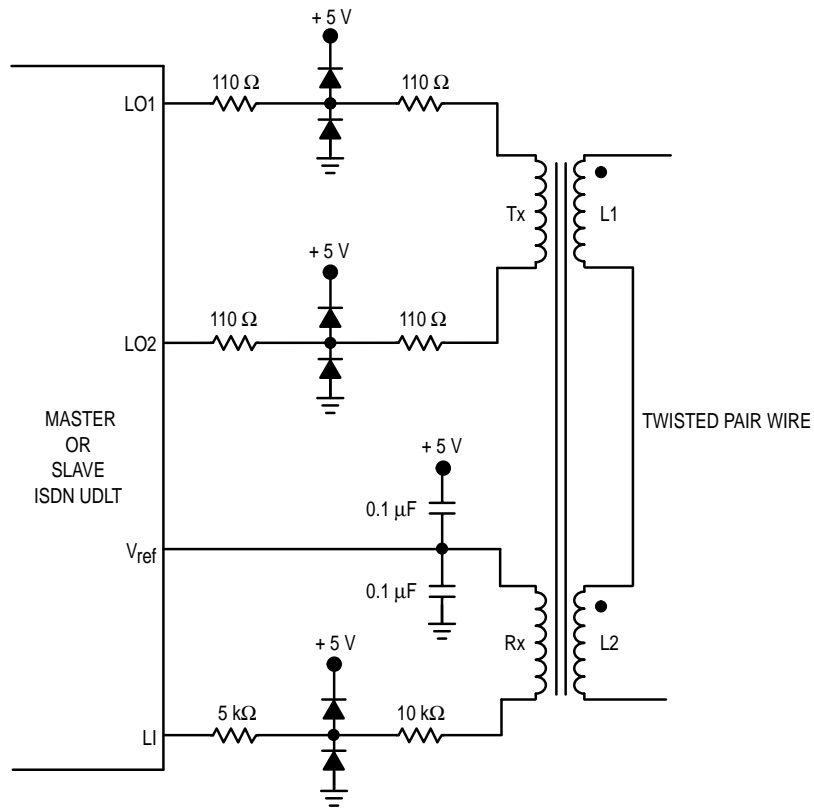 + 5 V
110 Ω
110 Ω
LO1
Tx
L1
+ 5 V
110 Ω
110 Ω
LO2
MASTER
OR
SLAVE
ISDN UDLT
TWISTED PAIR WIRE
+ 5 V
0.1 µF
Vref
0.1 µF
Rx
L2
+ 5 V
5 kΩ
10 kΩ
LI